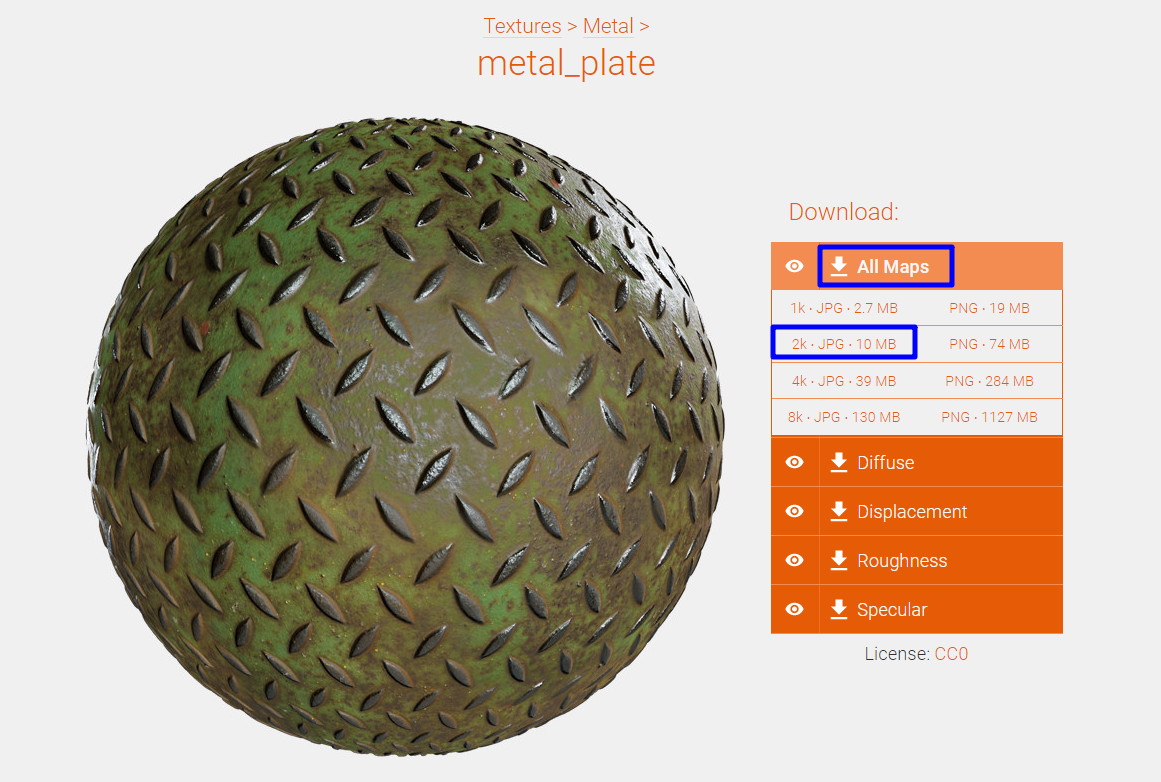 Textures > Metal >
metal_plate
Download:
All Maps
1k · JPG · 2.7 MB PNG · 19 MB
2k · JPG · 10 MB PNG · 74 MB
4k · JPG · 39 MB PNG · 284 MB
8k · JPG · 130 MB PNG · 1127 MB
Diffuse
Displacement
Roughness
Specular
License: CC0